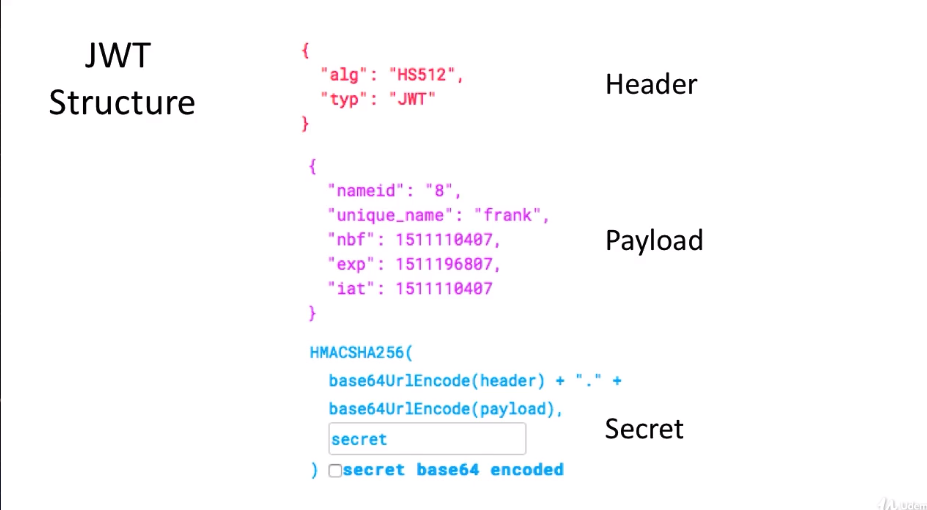 JWT
Structure
{
"alg": "HS512",
"typ": "JWT"
}
Header
{
"nameid": "8",
"unique_name": "frank",
"nbf": 1511110407,
"exp": 1511196807,
"iat": 1511110407
}
Payload
HMACSHA256(
base64UrlEncode(header) + "." +
base64UrlEncode(payload),
secret
) secret base64 encoded
Secret